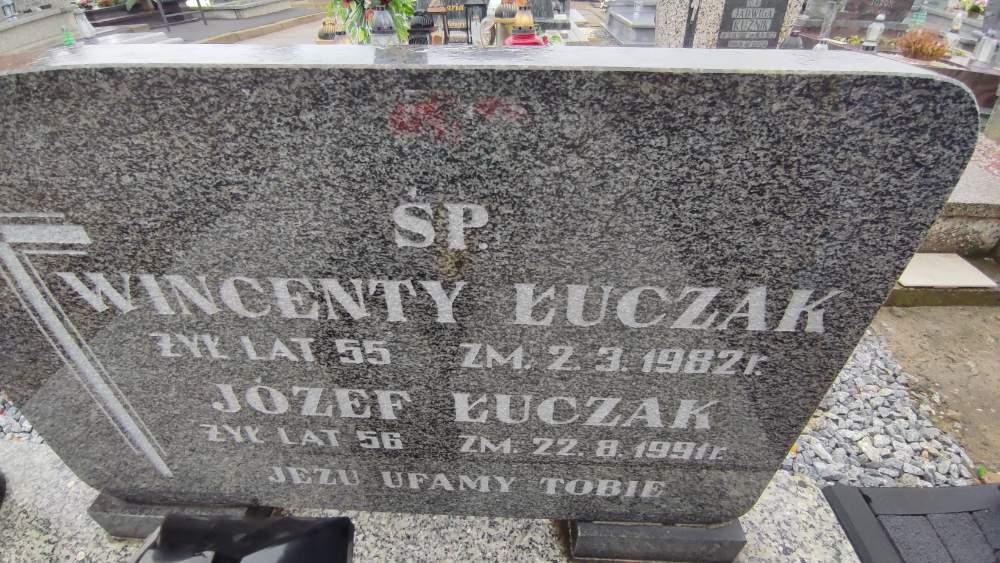 ŚP.
WINCENTY ŁUCZAK
ŻYŁ LAT 55 ZM. 2. 3. 1982 r.
JÓZEF ŁUCZAK
ŻYŁ LAT 56 ZM. 22. 8. 1991 r.
JEZU UFAMY TOBIE
JADWIGA